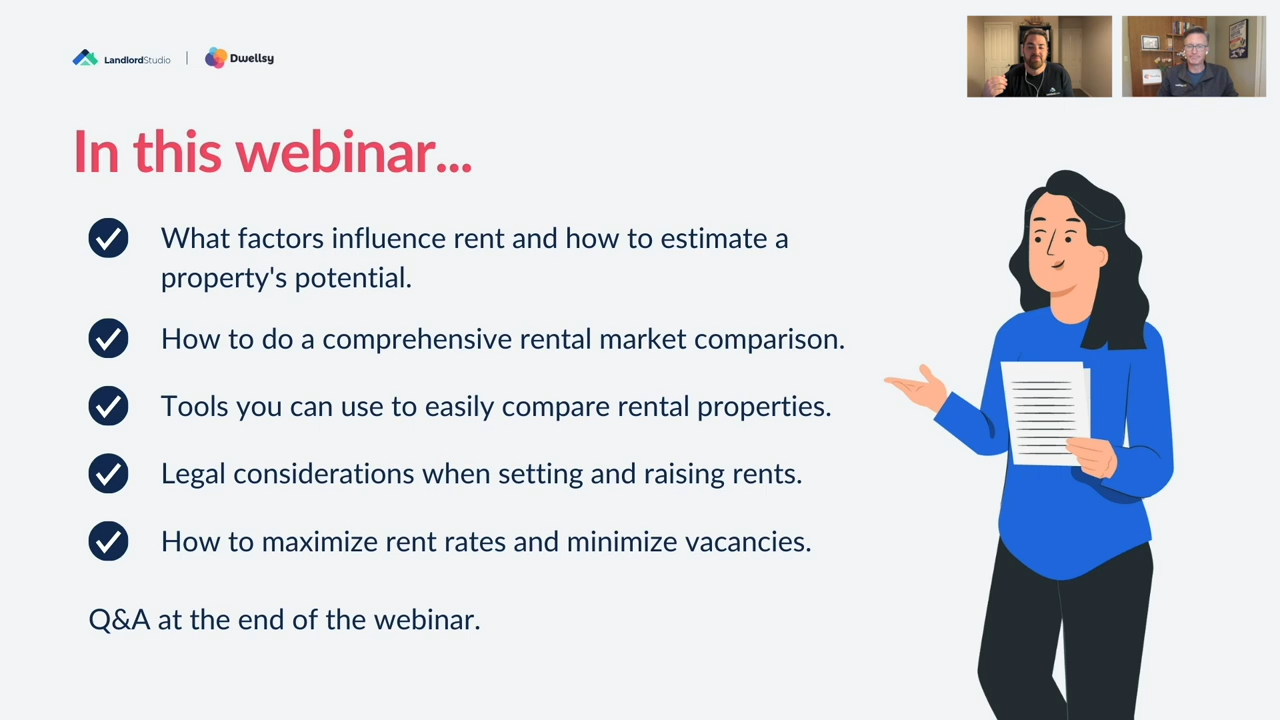 LandlordStudio
Dwellsy
In this webinar...
What factors influence rent and how to estimate a
property's potential.
How to do a comprehensive rental market comparison.
Tools you can use to easily compare rental properties.
Legal considerations when setting and raising rents.
How to maximize rent rates and minimize vacancies.
Q&A at the end of the webinar.